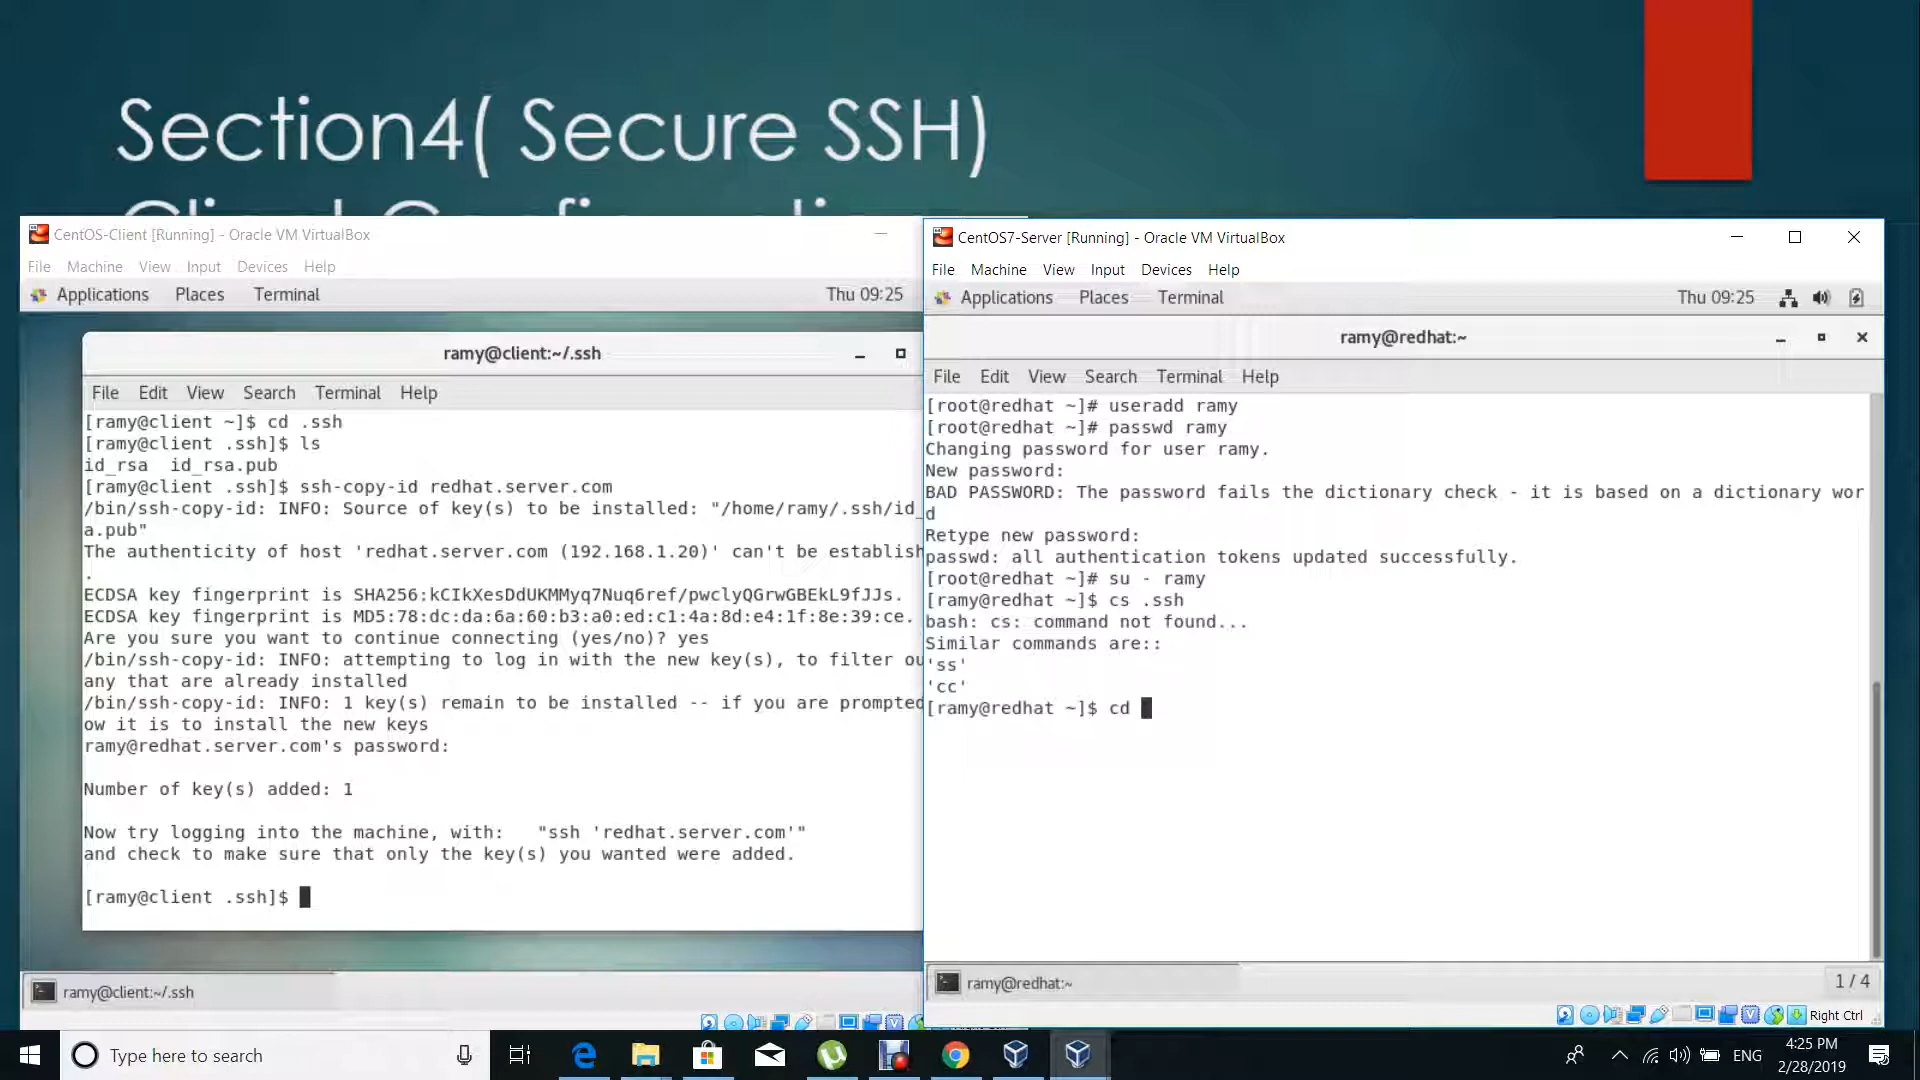 Section4( Secure SSH)
Client Configuration
CentOS-Client [Running] - Oracle VM VirtualBox
File Machine View Input Devices Help
Applications Places Terminal Thu 09:25
ramy@client:~/.ssh
File Edit View Search Terminal Help
[ramy@client ~]$ cd .ssh
[ramy@client .ssh]$ ls
id_rsa id_rsa.pub
[ramy@client .ssh]$ ssh-copy-id redhat.server.com
/bin/ssh-copy-id: INFO: Source of key(s) to be installed: "/home/ramy/.ssh/id_
a.pub"
The authenticity of host 'redhat.server.com (192.168.1.20)' can't be establish
.
ECDSA key fingerprint is SHA256:kCIkXesDdUKMMyq7Nuq6ref/pwclyQGrwGBEkL9fJJs.
ECDSA key fingerprint is MD5:78:dc:da:6a:60:b3:a0:ed:c1:4a:8d:e4:1f:8e:39:ce.
Are you sure you want to continue connecting (yes/no)? yes
/bin/ssh-copy-id: INFO: attempting to log in with the new key(s), to filter ou
any that are already installed
/bin/ssh-copy-id: INFO: 1 key(s) remain to be installed -- if you are prompted
ow it is to install the new keys
ramy@redhat.server.com's password:
Number of key(s) added: 1
Now try logging into the machine, with: "ssh 'redhat.server.com'"
and check to make sure that only the key(s) you wanted were added.
[ramy@client .ssh]$
ramy@client:~/.ssh
CentOS7-Server [Running] - Oracle VM VirtualBox
File Machine View Input Devices Help
Applications Places Terminal Thu 09:25
ramy@redhat:~
File Edit View Search Terminal Help
[root@redhat ~]# useradd ramy
[root@redhat ~]# passwd ramy
Changing password for user ramy.
New password:
BAD PASSWORD: The password fails the dictionary check - it is based on a dictionary wor
d
Retype new password:
passwd: all authentication tokens updated successfully.
[root@redhat ~]# su - ramy
[ramy@redhat ~]$ cs .ssh
bash: cs: command not found...
Similar commands are::
'ss'
'cc'
[ramy@redhat ~]$ cd
ramy@redhat:~ 1 / 4
Right Ctrl
Type here to search
ENG
4:25 PM
2/28/2019